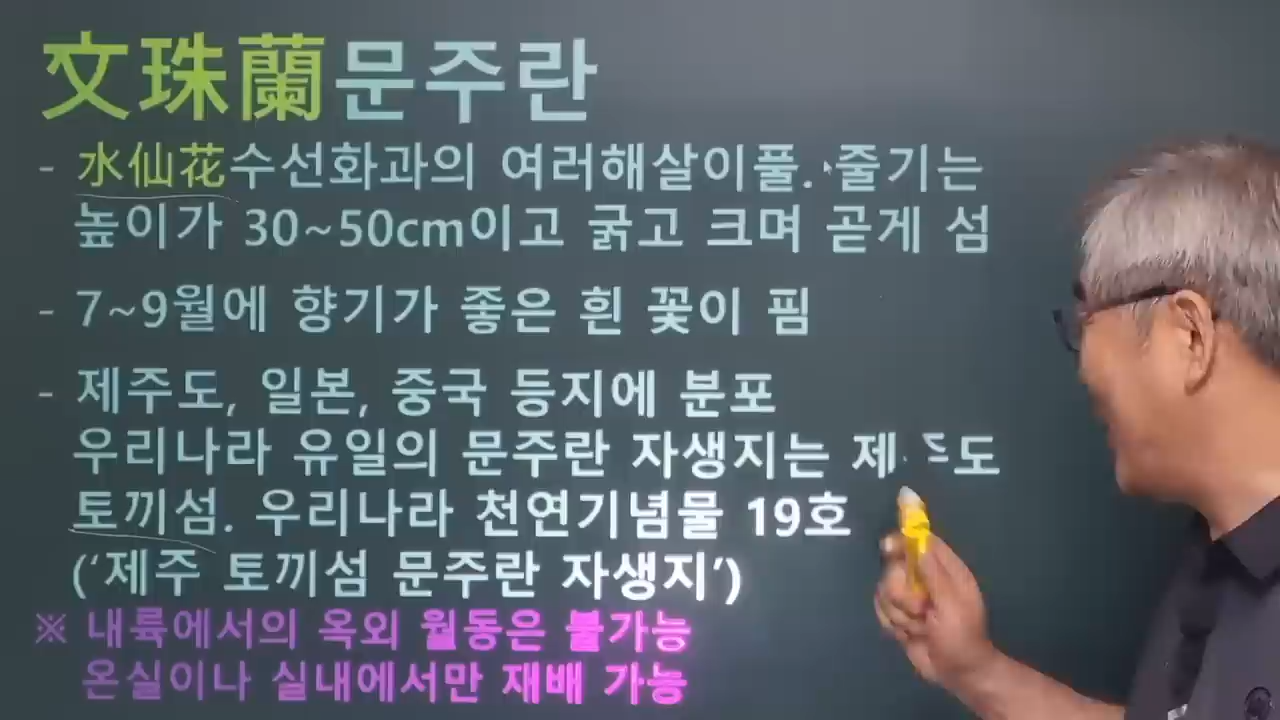 文珠蘭문주란
- 水仙花수선화과의 여러해살이풀. 줄기는
높이가 30~50cm이고 굵고 크며 곧게 섬
- 7~9월에 향기가 좋은 흰 꽃이 핌
- 제주도, 일본, 중국 등지에 분포
우리나라 유일의 문주란 자생지는
토끼섬. 우리나라 천연기념물 19호
(‘제주 토끼섬 문주란 자생지’)
※ 내륙에서의 옥외 월동은 불가능
온실이나 실내에서만 재배 가능